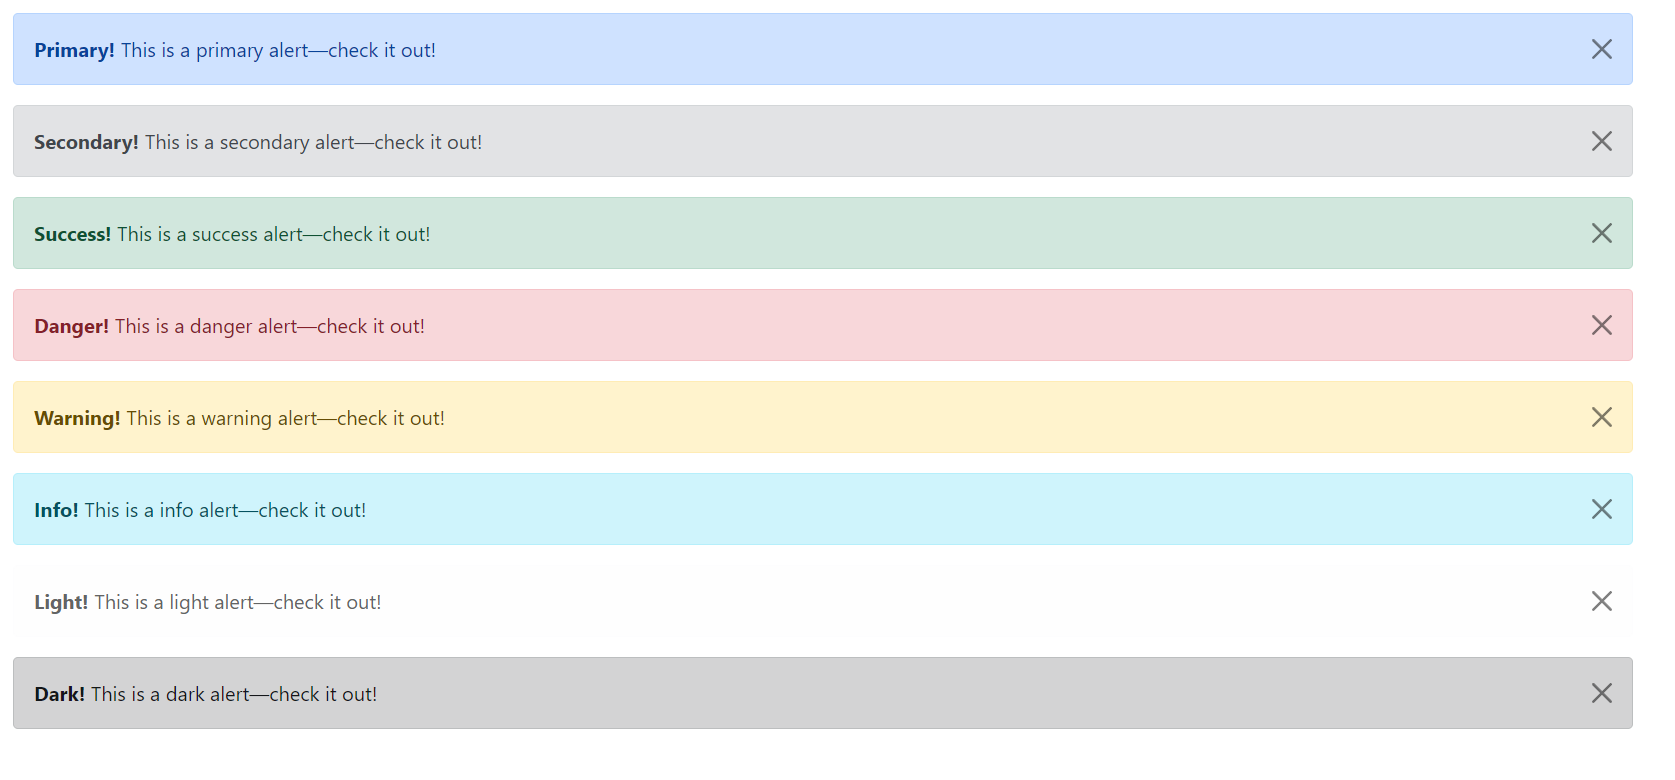 Primary! This is a primary alert—check it out!
Secondary! This is a secondary alert—check it out!
Success! This is a success alert—check it out!
Danger! This is a danger alert—check it out!
Warning! This is a warning alert—check it out!
Info! This is a info alert—check it out!
Light! This is a light alert—check it out!
Dark! This is a dark alert—check it out!